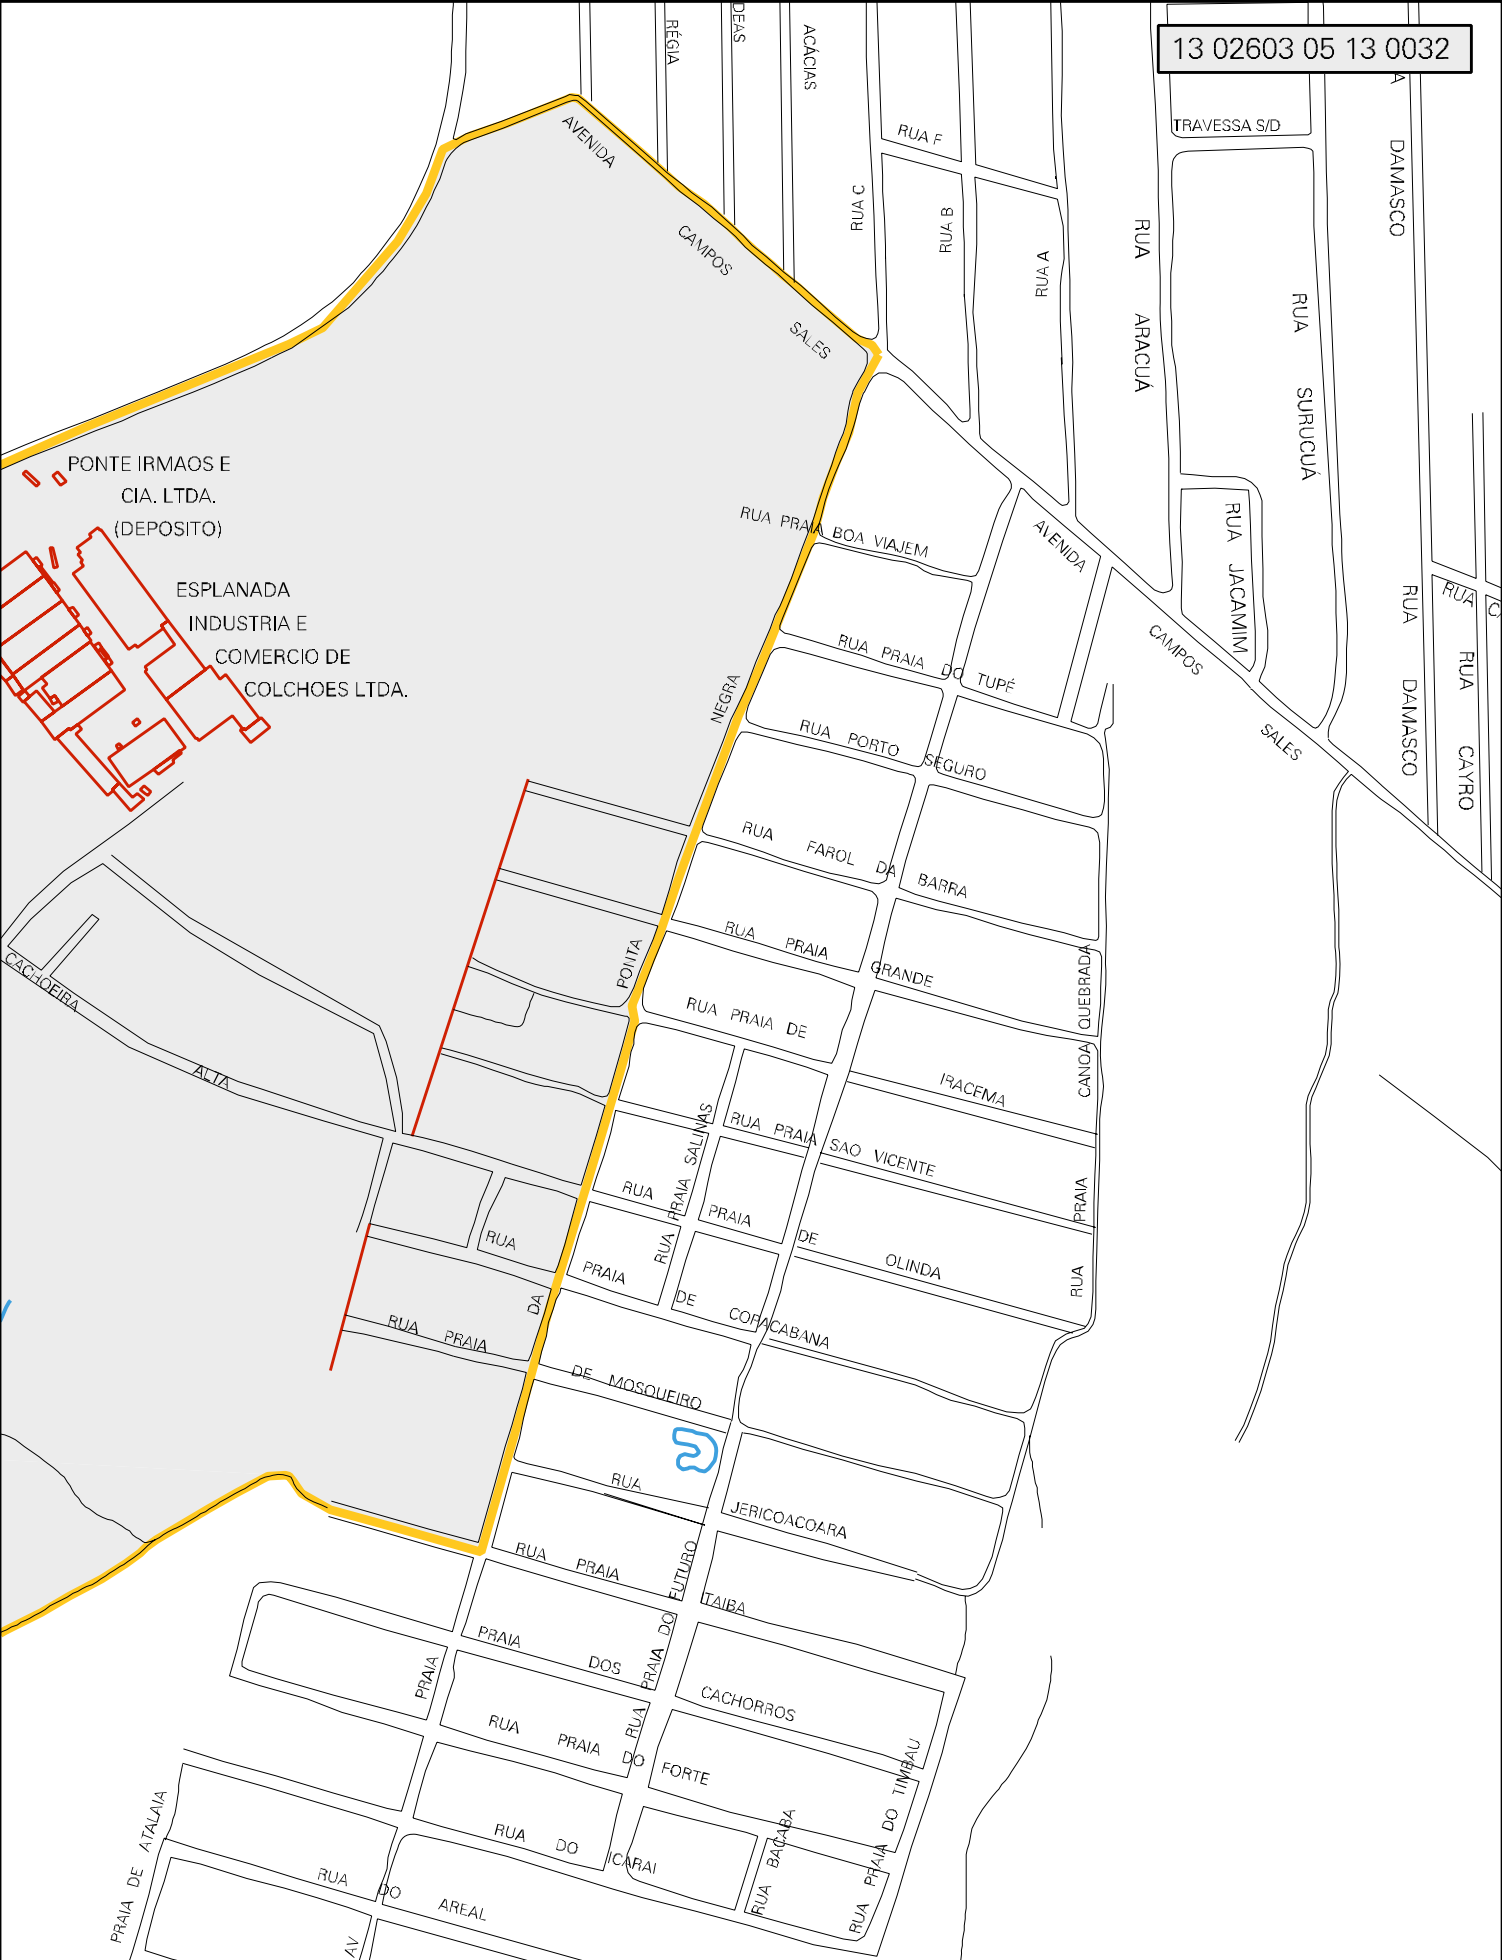 13 02603 05 13 0032
RÉGIA
DEAS
ACÁCIAS
RUA F
TRAVESSA S/D
A
DAMASCO
AVENIDA
CAMPOS
SALES
RUA C
RUA B
RUA A
RUA ARACUÁ
RUA SURUCUÁ
PONTE IRMAOS E
CIA. LTDA.
(DEPOSITO)
ESPLANADA
INDUSTRIA E
COMERCIO DE
COLCHOES LTDA.
RUA PRAIA BOA VIAJEM
AVENIDA
CAMPOS
SALES
RUA JACAMIM
RUA DAMASCO
RUA C
RUA CAYRO
RUA PRAIA DO TUPÉ
NEGRA
PONTA
DA
RUA PORTO SEGURO
RUA FAROL DA BARRA
RUA PRAIA GRANDE
RUA PRAIA DE IRACEMA
CACHOEIRA
ALTA
CANOA QUEBRADA
PRAIA
RUA
RUA PRAIA SALINAS
RUA PRAIA SAO VICENTE
RUA PRAIA DE OLINDA
RUA PRAIA DE COPACABANA
RUA PRAIA DE MOSQUEIRO
RUA JERICOACOARA
RUA PRAIA TAIBA
RUA PRAIA DO FUTURO
PRAIA DOS CACHORROS
PRAIA
RUA PRAIA DO FORTE
RUA PRAIA DO TIMBAU
RUA BACABA
RUA DO ICARAI
PRAIA DE ATALAIA
RUA DO AREAL
AV